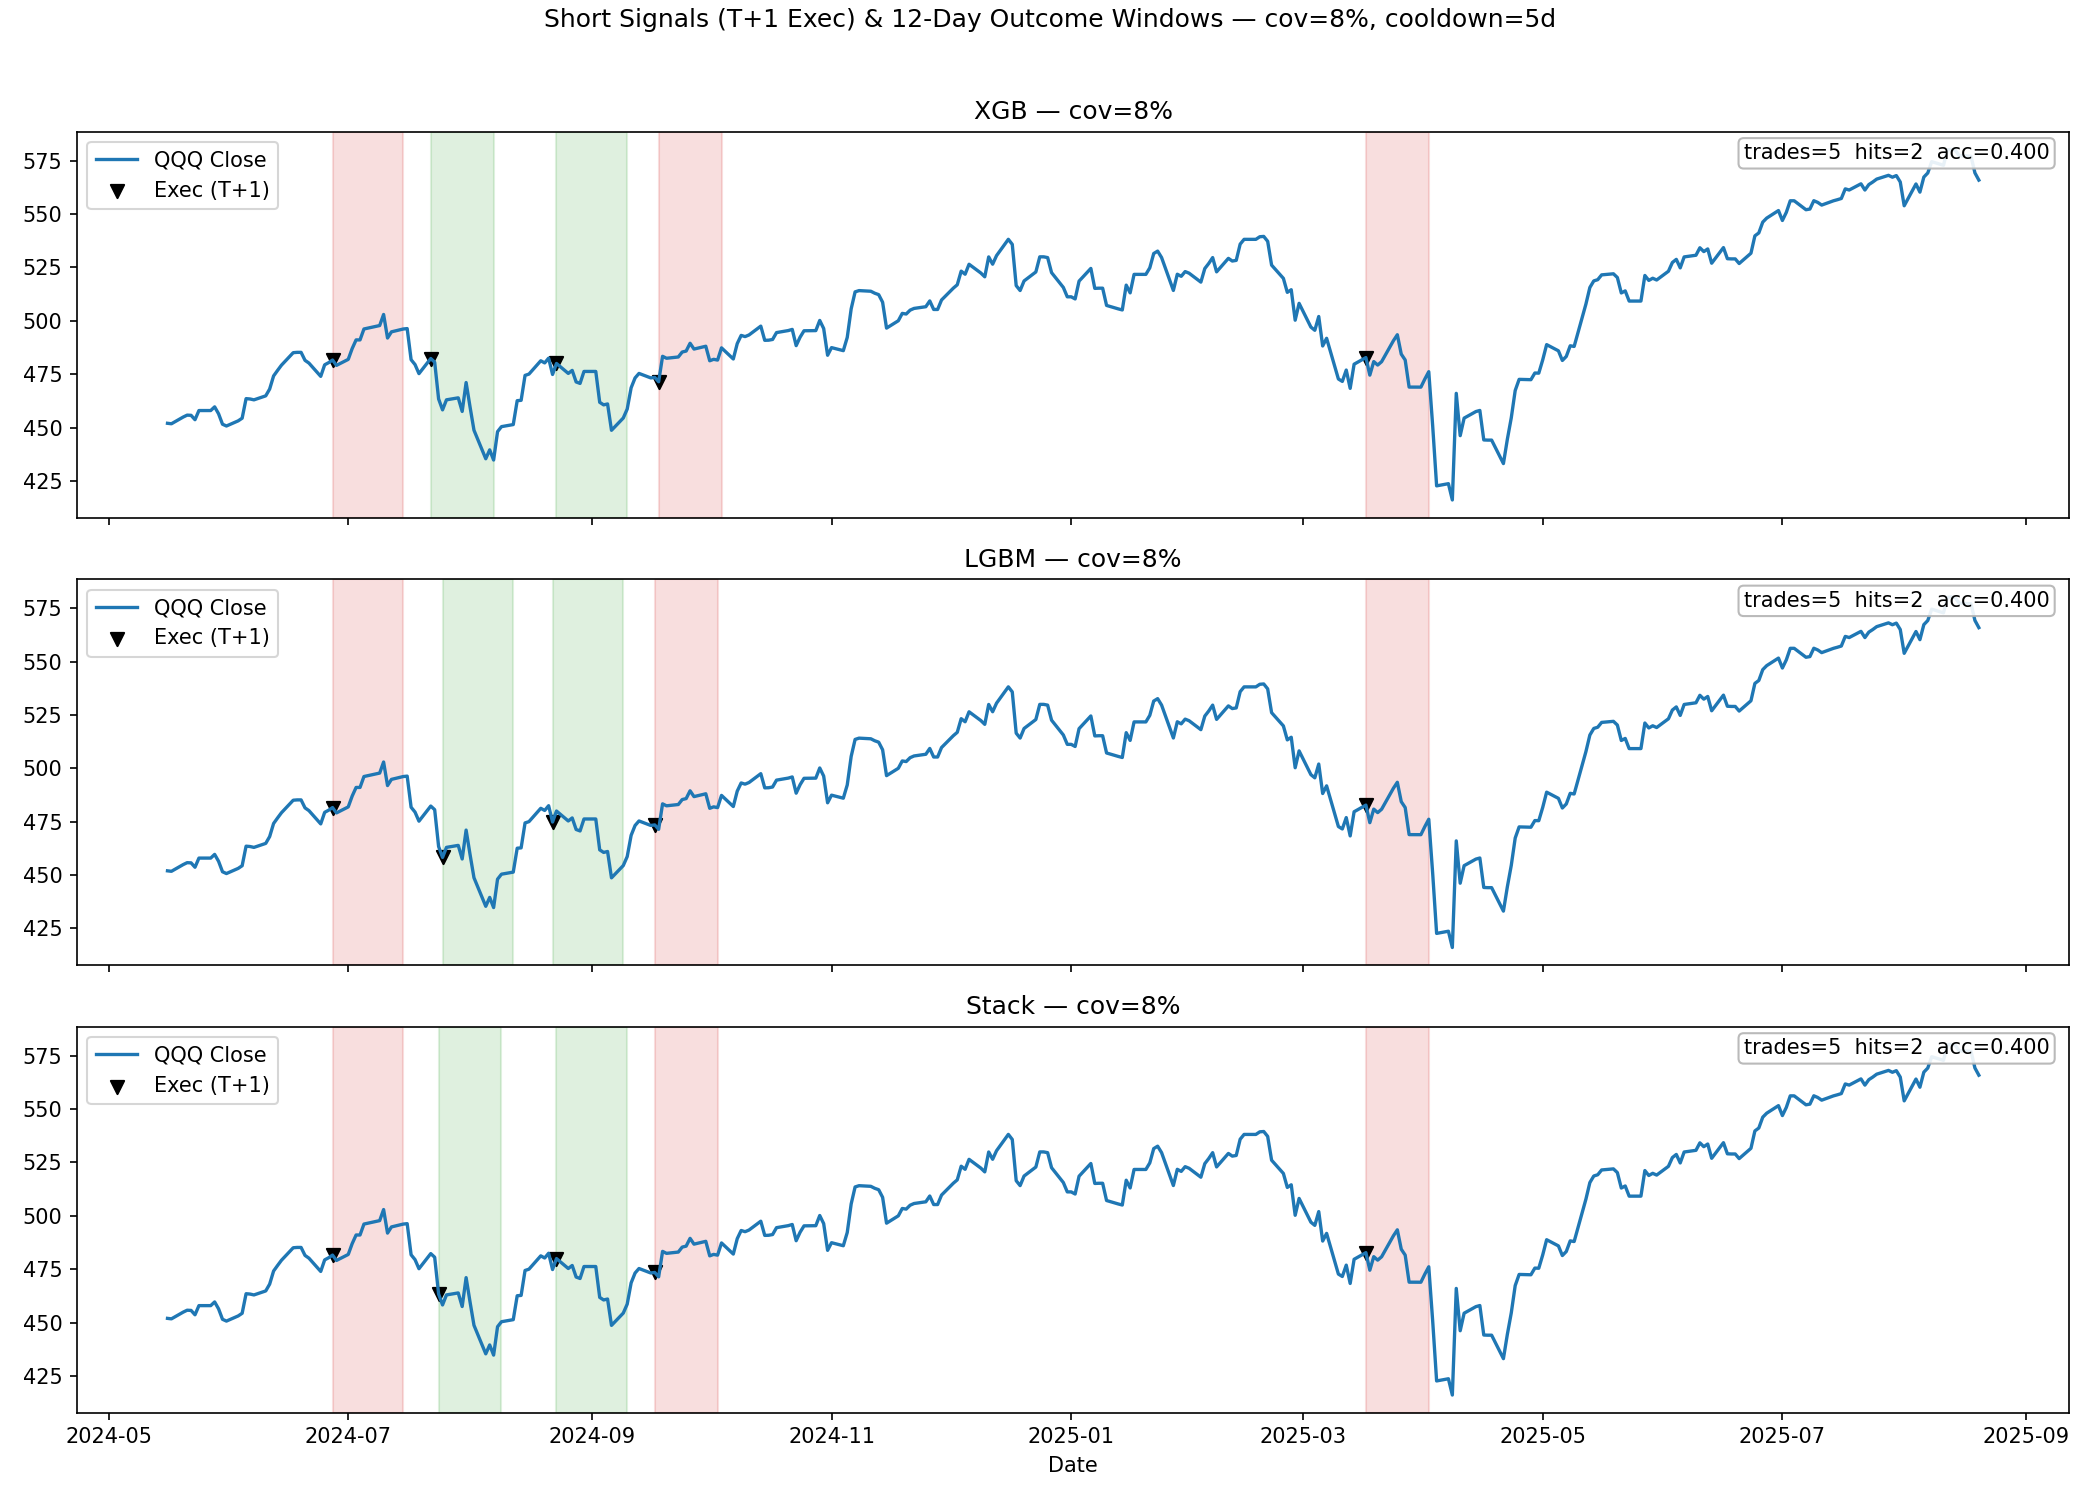 Short Signals (T+1 Exec) & 12-Day Outcome Windows — cov=8%, cooldown=5d
XGB — cov=8%
QQQ Close
Exec (T+1)
trades=5 hits=2 acc=0.400
575
550
525
500
475
450
425
LGBM — cov=8%
QQQ Close
Exec (T+1)
trades=5 hits=2 acc=0.400
575
550
525
500
475
450
425
Stack — cov=8%
QQQ Close
Exec (T+1)
trades=5 hits=2 acc=0.400
575
550
525
500
475
450
425
2024-05 2024-07 2024-09 2024-11 2025-01 2025-03 2025-05 2025-07 2025-09
Date